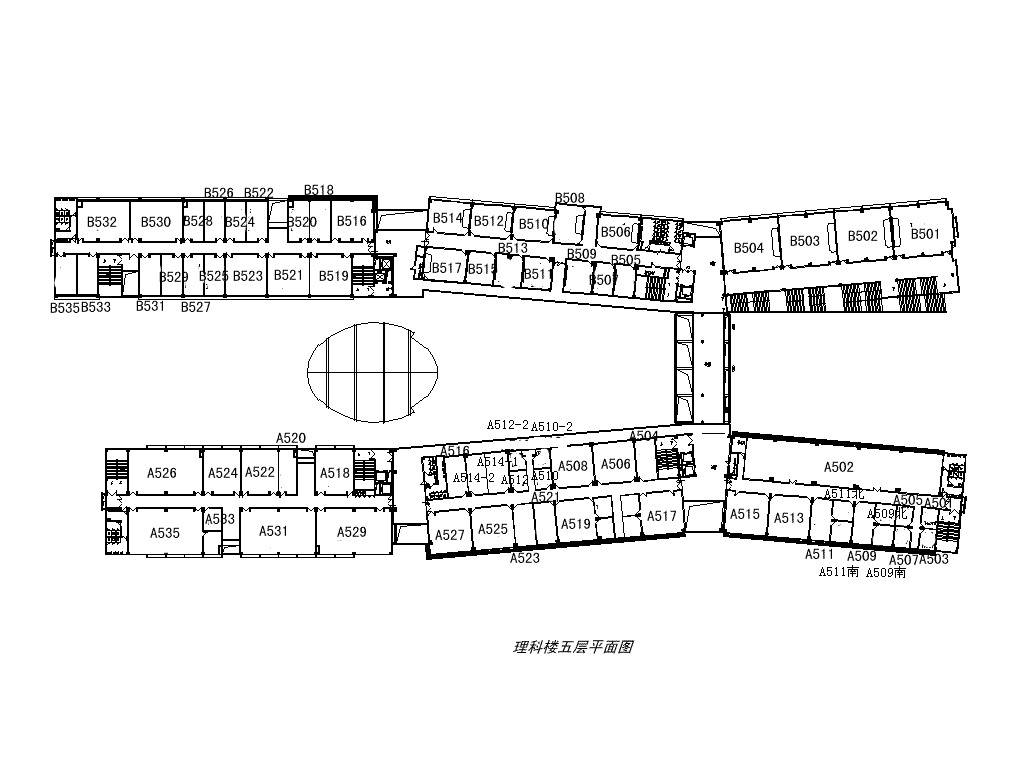 B526 B522 B518 B508
B532 B530 B528 B524 B520 B516
B514 B512 B510 B506
B504 B503 B502 B501
B513 B509 B505
B529 B525 B523 B521 B519
B517 B515 B511 B507
B535 B533 B531 B527
A512-2 A510-2
A520 A516 A504
A526 A524 A522 A518
A514-1 A514-2 A512 A510 A508 A506
A502
A511北 A505 A501
A509北
A535 A533 A531 A529
A527 A525 A521 A519 A517
A515 A513
A523
A511 A509 A507 A503
A511南 A509南
理科楼五层平面图